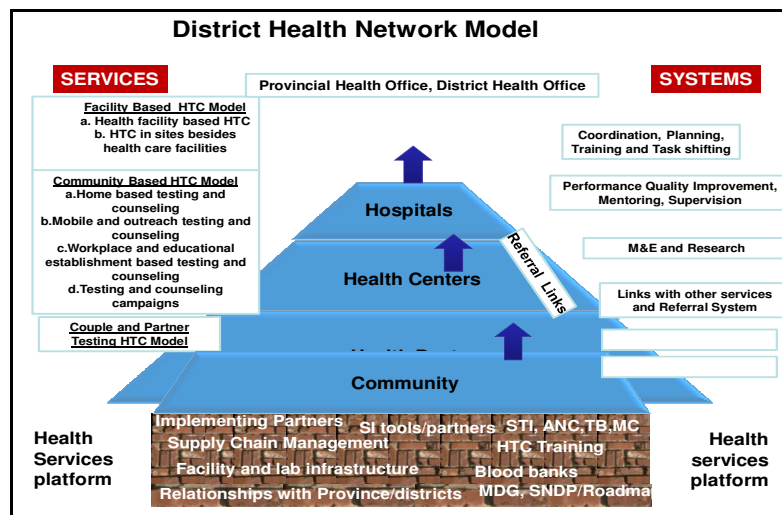 District Health Network Model
SERVICES
Provincial Health Office, District Health Office
SYSTEMS
Facility Based HTC Model
a. Health facility based HTC
b. HTC in sites besides
health care facilities
Community Based HTC Model
a.Home based testing and
counseling
b.Mobile and outreach testing and
counseling
c.Workplace and educational
establishment based testing and
counseling
d.Testing and counseling
campaigns
Couple and Partner
Testing HTC Model
Hospitals
Health Centers
Referral Links
Community
Coordination, Planning,
Training and Task shifting
Performance Quality Improvement,
Mentoring, Supervision
M&E and Research
Links with other services
and Referral System
Health
Services
platform
Implementing Partners
SI tools/partners
STI, ANC,TB,MC
Supply Chain Management
HTC Training
Facility and lab infrastructure
Blood banks
Relationships with Province/districts
MDG, SNDP/Roadma
Health
services
platform